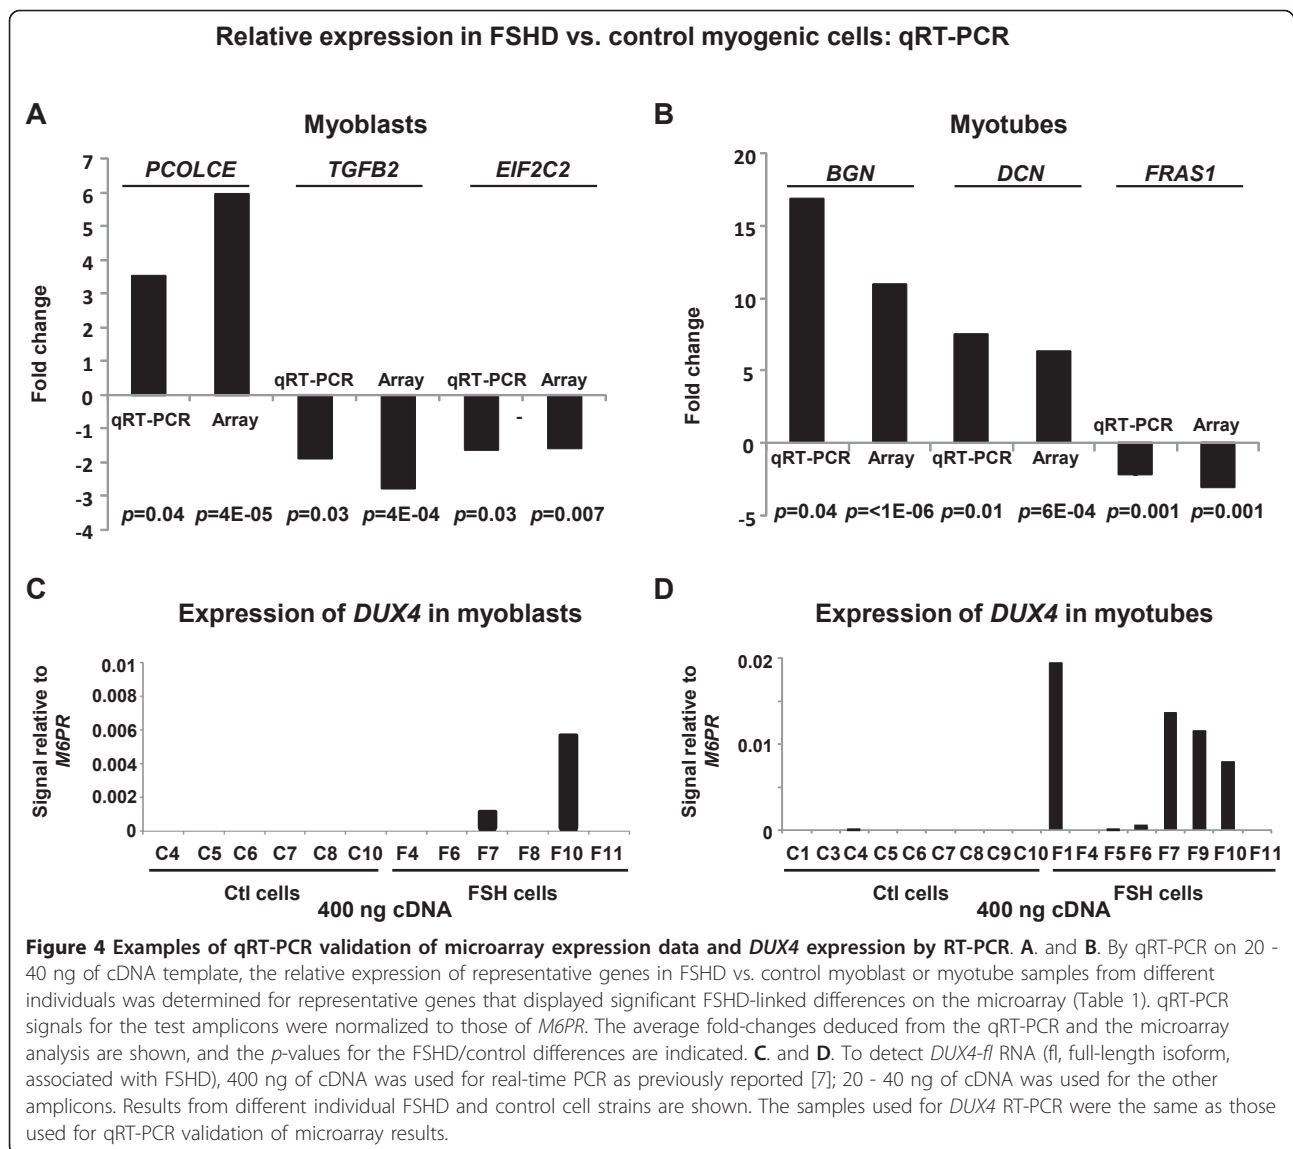 Relative expression in FSHD vs. control myogenic cells: qRT-PCR
A
Myoblasts
PCOLCE TGFB2 EIF2C2
Fold change
7
6
5
4
3
2
1
0
-1
-2
-3
-4
qRT-PCR Array qRT-PCR Array qRT-PCR - Array
p=0.04 p=4E-05 p=0.03 p=4E-04 p=0.03 p=0.007
B
Myotubes
BGN DCN FRAS1
Fold change
20
15
10
5
0
-5
qRT-PCR Array qRT-PCR Array qRT-PCR Array
p=0.04 p=<1E-06 p=0.01 p=6E-04 p=0.001 p=0.001
C
Expression of DUX4 in myoblasts
Signal relative to
M6PR
0.01
0.008
0.006
0.004
0.002
0
C4 C5 C6 C7 C8 C10 F4 F6 F7 F8 F10 F11
Ctl cells FSH cells
400 ng cDNA
D
Expression of DUX4 in myotubes
Signal relative to
M6PR
0.02
0.01
0
C1 C3 C4 C5 C6 C7 C8 C9 C10 F1 F4 F5 F6 F7 F9 F10 F11
Ctl cells FSH cells
400 ng cDNA
Figure 4 Examples of qRT-PCR validation of microarray expression data and DUX4 expression by RT-PCR. A. and B. By qRT-PCR on 20 -
40 ng of cDNA template, the relative expression of representative genes in FSHD vs. control myoblast or myotube samples from different
individuals was determined for representative genes that displayed significant FSHD-linked differences on the microarray (Table 1). qRT-PCR
signals for the test amplicons were normalized to those of M6PR. The average fold-changes deduced from the qRT-PCR and the microarray
analysis are shown, and the p-values for the FSHD/control differences are indicated. C. and D. To detect DUX4-fl RNA (fl, full-length isoform,
associated with FSHD), 400 ng of cDNA was used for real-time PCR as previously reported [7]; 20 - 40 ng of cDNA was used for the other
amplicons. Results from different individual FSHD and control cell strains are shown. The samples used for DUX4 RT-PCR were the same as those
used for qRT-PCR validation of microarray results.